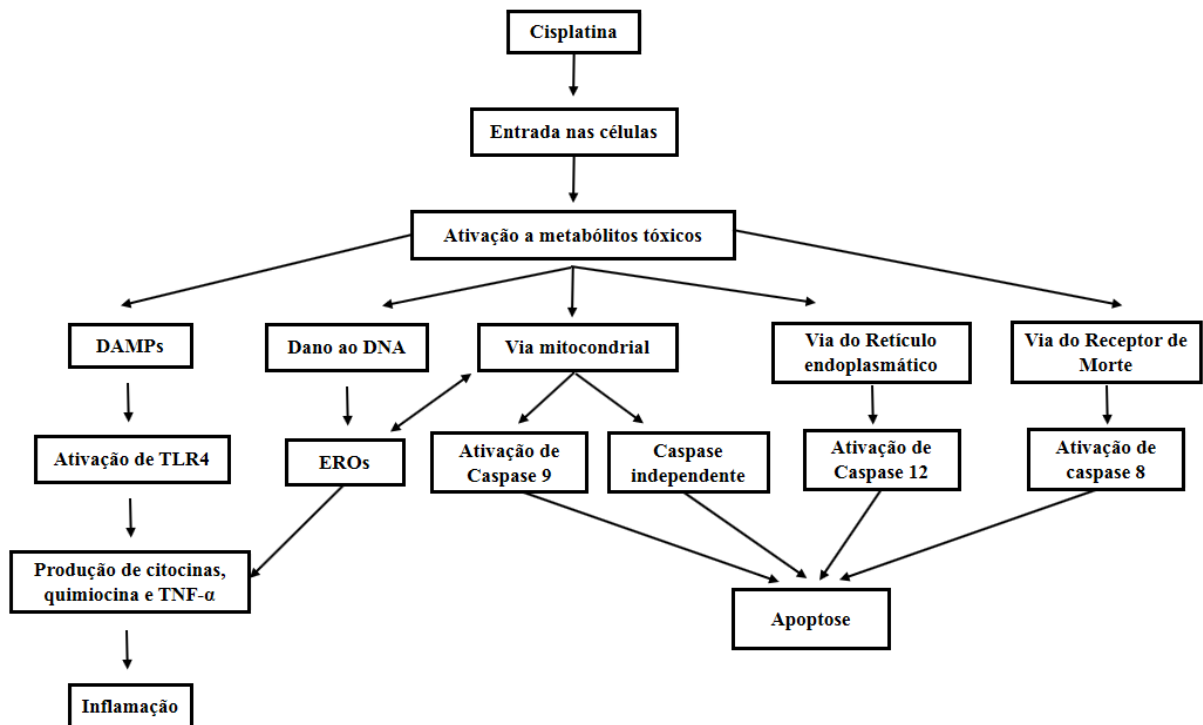 Cisplatina
Entrada nas células
Ativação a metabólitos tóxicos
DAMPs
Dano ao DNA
Via mitocondrial
Via do Retículo
endoplasmático
Via do Receptor de
Morte
Ativação de TLR4
EROs
Ativação de
Caspase 9
Caspase
independente
Ativação de
Caspase 12
Ativação de
caspase 8
Produção de citocinas,
quimiocina e TNF-α
Apoptose
Inflamação